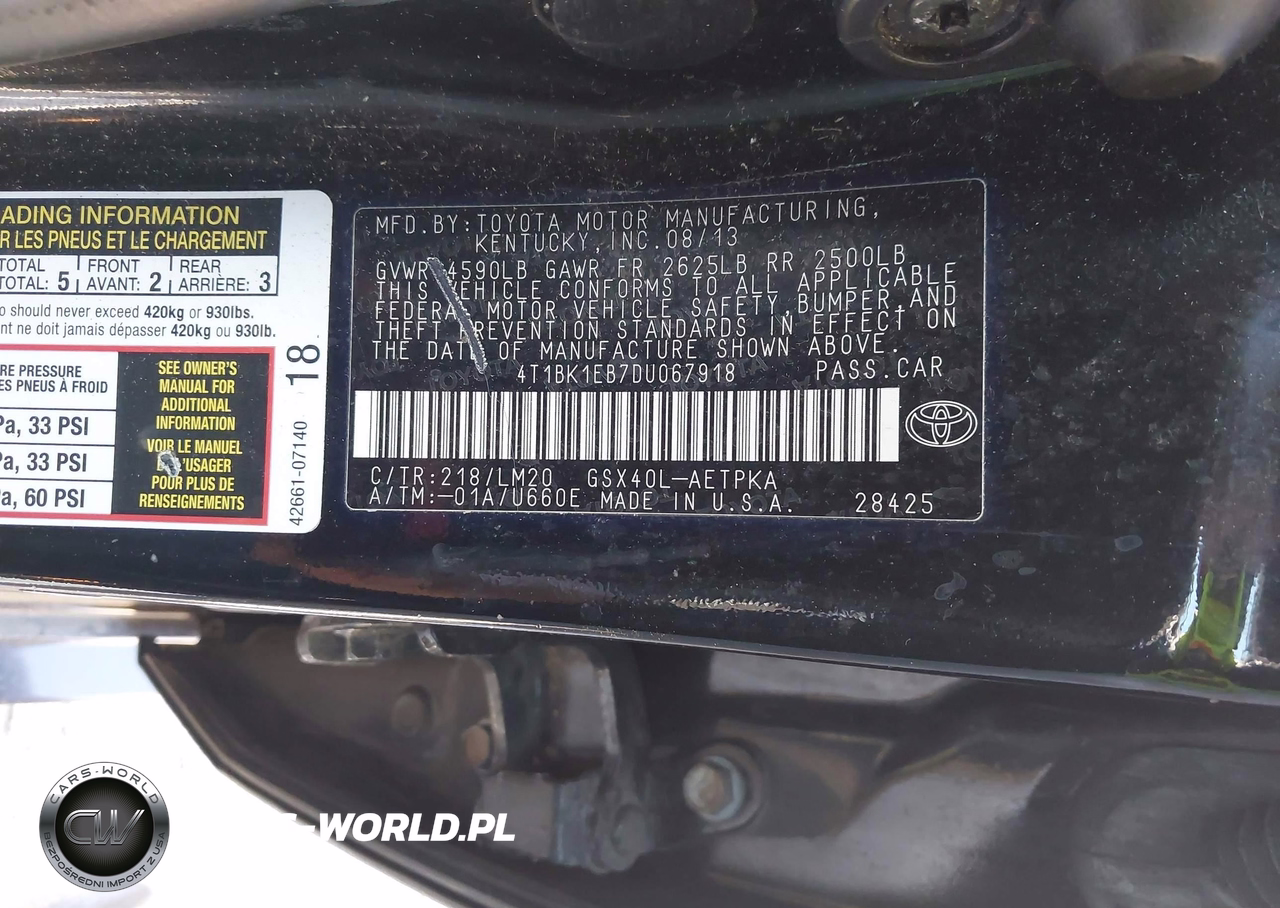 ADING INFORMATION
R LES PNEUS ET LE CHARGEMENT
TOTAL FRONT REAR
TOTAL: 5 AVANT: 2 ARRIÈRE: 3
o should never exceed 420kg or 930lbs.
nt ne doit jamais dépasser 420kg ou 930lb.
RE PRESSURE
ES PNEUS À FROID
Pa, 33 PSI
Pa, 33 PSI
a, 60 PSI
SEE OWNER'S
MANUAL FOR
ADDITIONAL
INFORMATION
VOIR LE MANUEL
L'USAGER
POUR PLUS DE
RENSEIGNEMENTS
42661-07140 18
MFD.BY:TOYOTA MOTOR MANUFACTURING,
KENTUCKY,INC.08/13
GVWR 4590LB GAWR FR 2625LB RR 2500LB
THIS VEHICLE CONFORMS TO ALL APPLICABLE
FEDERAL MOTOR VEHICLE SAFETY,BUMPER,AND
THEFT PREVENTION STANDARDS IN EFFECT ON
THE DATE OF MANUFACTURE SHOWN ABOVE.
4T1BK1EB7DU067918 PASS.CAR
C/TR:218/LM20 GSX40L-AETPKA
A/TM:-01A/U660E MADE IN U.S.A. 28425
CARS-WORLD
CW
BEZPOŚREDNI IMPORT Z USA
S-WORLD.PL